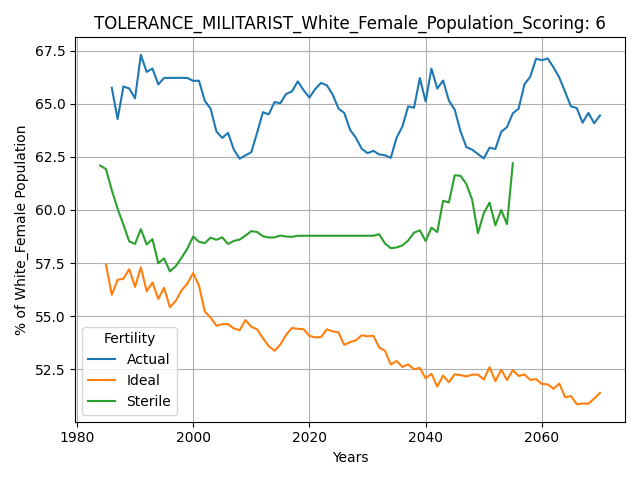 TOLERANCE_MILITARIST_White_Female_Population_Scoring: 6
% of White_Female Population
67.5
65.0
62.5
60.0
57.5
55.0
52.5
Fertility
Actual
Ideal
Sterile
1980
2000
2020
2040
2060
Years